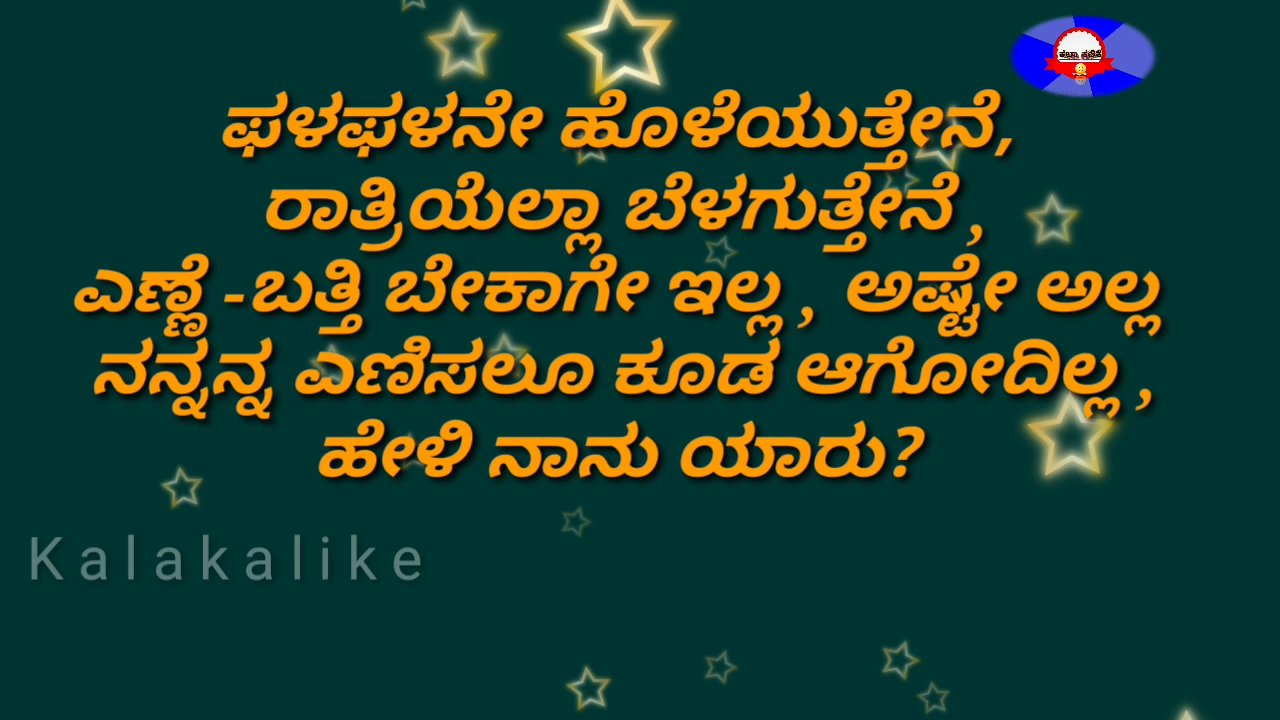 ಫಳಫಳನೇ ಹೊಳೆಯುತ್ತೇನೆ,
ರಾತ್ರಿಯೆಲ್ಲಾ ಬೆಳಗುತ್ತೇನೆ ,
ಎಣ್ಣೆ -ಬತ್ತಿ ಬೇಕಾಗೇ ಇಲ್ಲ , ಅಷ್ಟೇ ಅಲ್ಲ
ನನ್ನನ್ನ ಎಣಿಸಲೂ ಕೂಡ ಆಗೋದಿಲ್ಲ ,
ಹೇಳಿ ನಾನು ಯಾರು?
Kalakalike